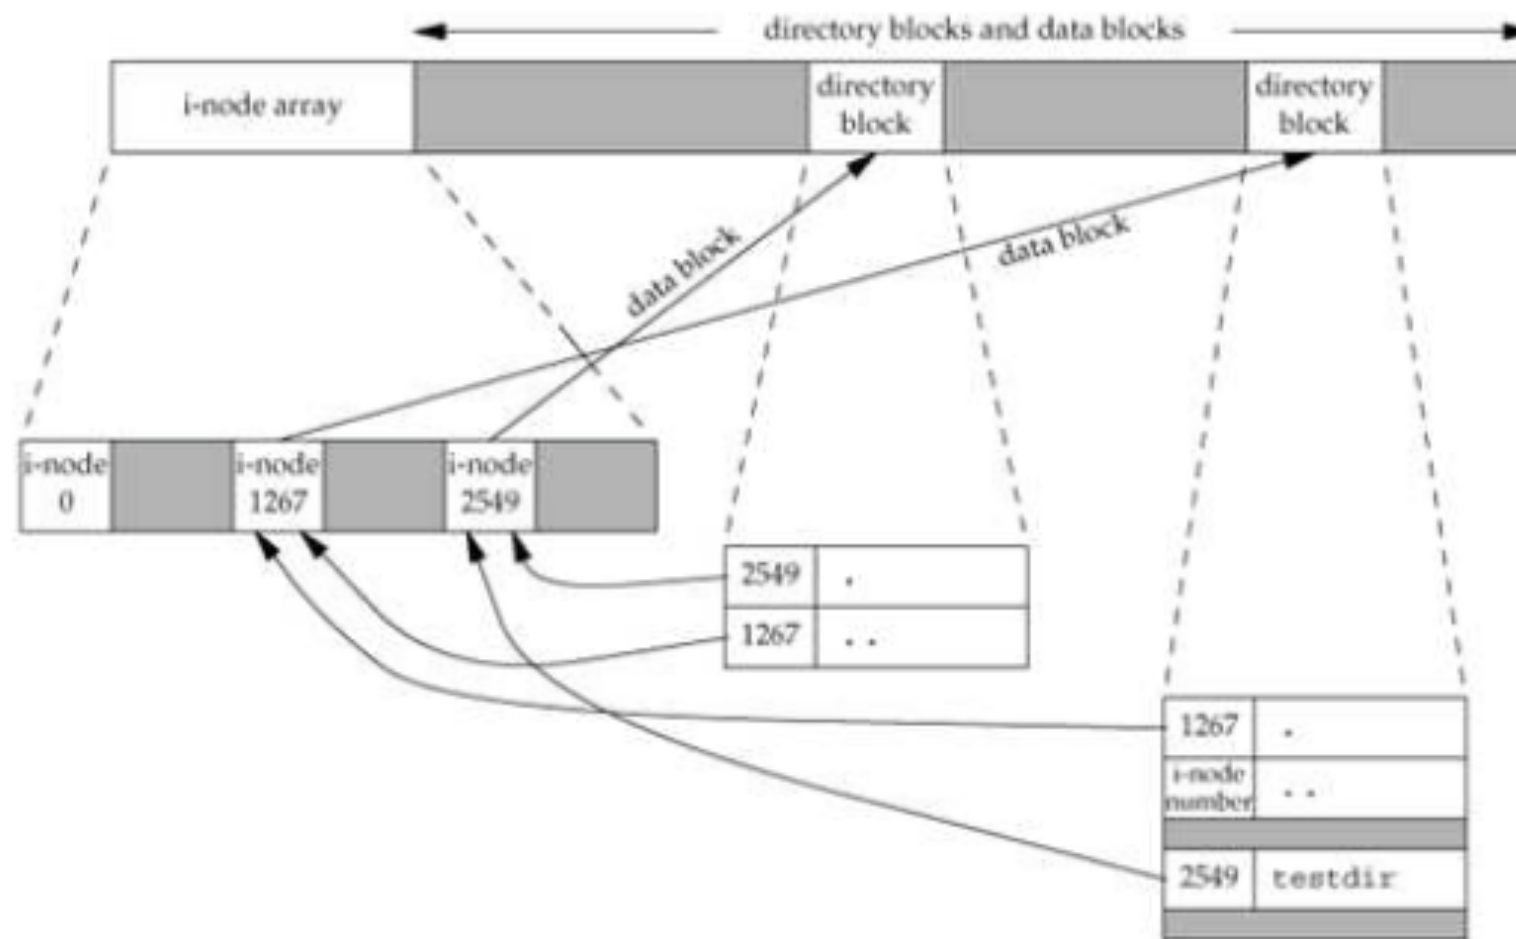 directory blocks and data blocks
i-node array
directory
block
directory
block
data block
data block
i-node
0
i-node
1267
i-node
2549
2549 .
1267 . .
1267 .
i-node
number . .
2549 testdir